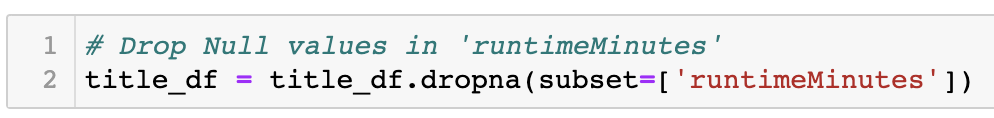 1 # Drop Null values in 'runtimeMinutes'
2 title_df = title_df.dropna(subset=['runtimeMinutes'])